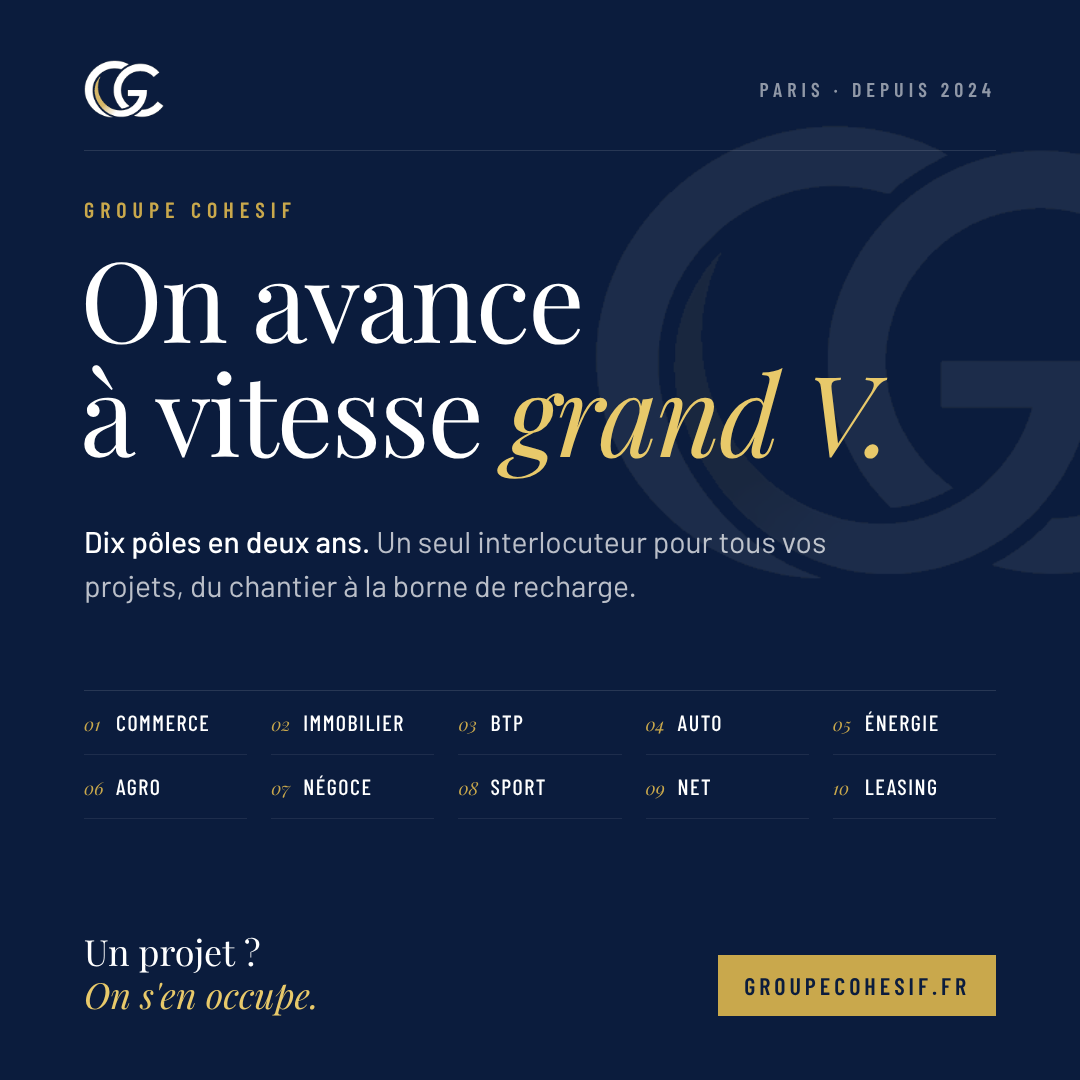 GC
PARIS · DEPUIS 2024
GROUPE COHESIF
On avance
à vitesse grand V.
Dix pôles en deux ans. Un seul interlocuteur pour tous vos
projets, du chantier à la borne de recharge.
01 COMMERCE 02 IMMOBILIER 03 BTP 04 AUTO 05 ÉNERGIE
06 AGRO 07 NÉGOCE 08 SPORT 09 NET 10 LEASING
Un projet ?
On s'en occupe.
GROUPECOHESIF.FR